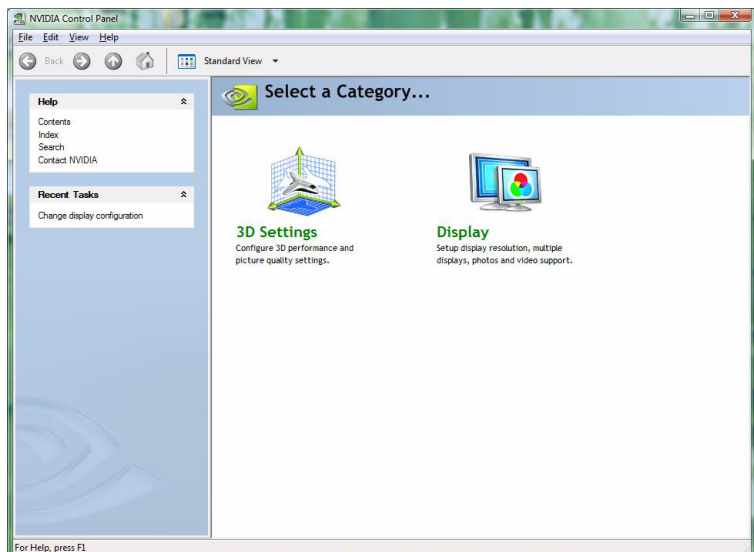 NVIDIA Control Panel
File Edit View Help
Back Standard View
Help
Contents
Index
Search
Contact NVIDIA
Recent Tasks
Change display configuration
Select a Category...
3D Settings
Configure 3D performance and
picture quality settings.
Display
Setup display resolution, multiple
displays, photos and video support.
For Help, press F1